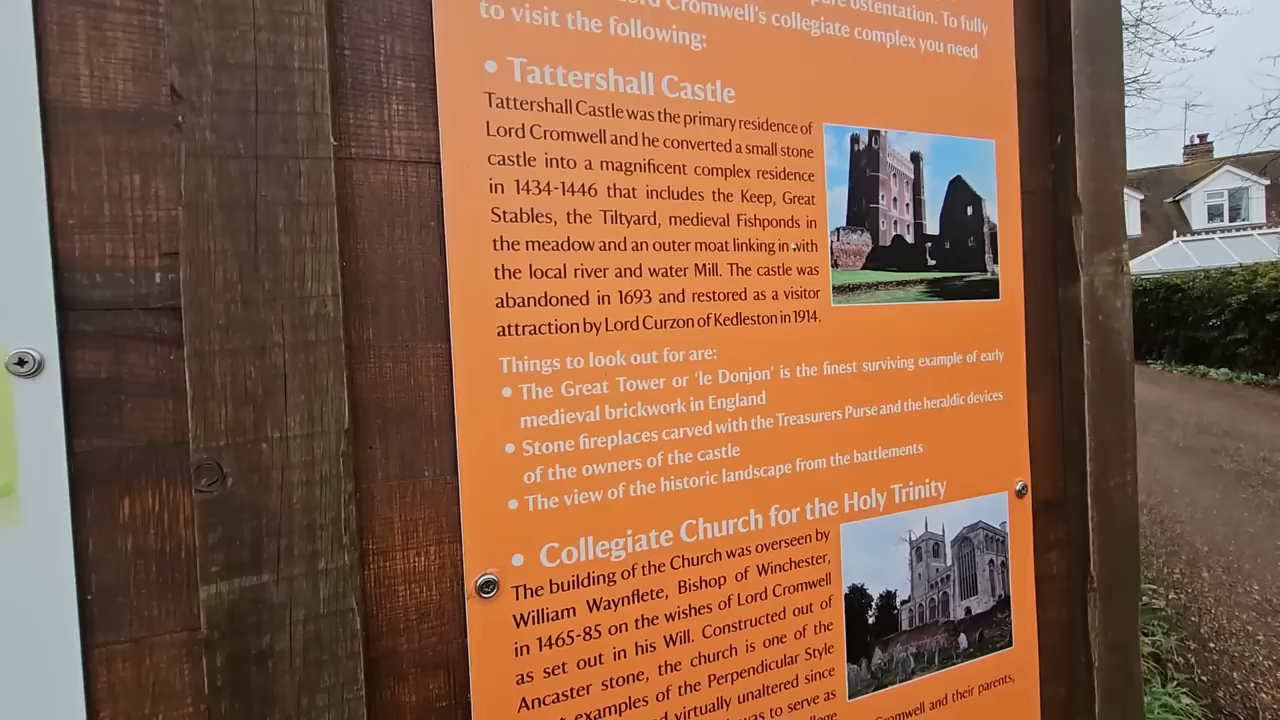 ostentation. To fully
Cromwell's collegiate complex you need
to visit the following:
• Tattershall Castle
Tattershall Castle was the primary residence of
Lord Cromwell and he converted a small stone
castle into a magnificent complex residence
in 1434-1446 that includes the Keep, Great
Stables, the Tiltyard, medieval Fishponds in
the meadow and an outer moat linking in with
the local river and water Mill. The castle was
abandoned in 1693 and restored as a visitor
attraction by Lord Curzon of Kedleston in 1914.
Things to look out for are:
• The Great Tower or 'le Donjon' is the finest surviving example of early
medieval brickwork in England
• Stone fireplaces carved with the Treasurers Purse and the heraldic devices
of the owners of the castle
• The view of the historic landscape from the battlements
• Collegiate Church for the Holy Trinity
The building of the Church was overseen by
William Waynflete, Bishop of Winchester,
in 1465-85 on the wishes of Lord Cromwell
as set out in his Will. Constructed out of
Ancaster stone, the church is one of the
examples of the Perpendicular Style
virtually unaltered since
was to serve as
Cromwell and their parents,